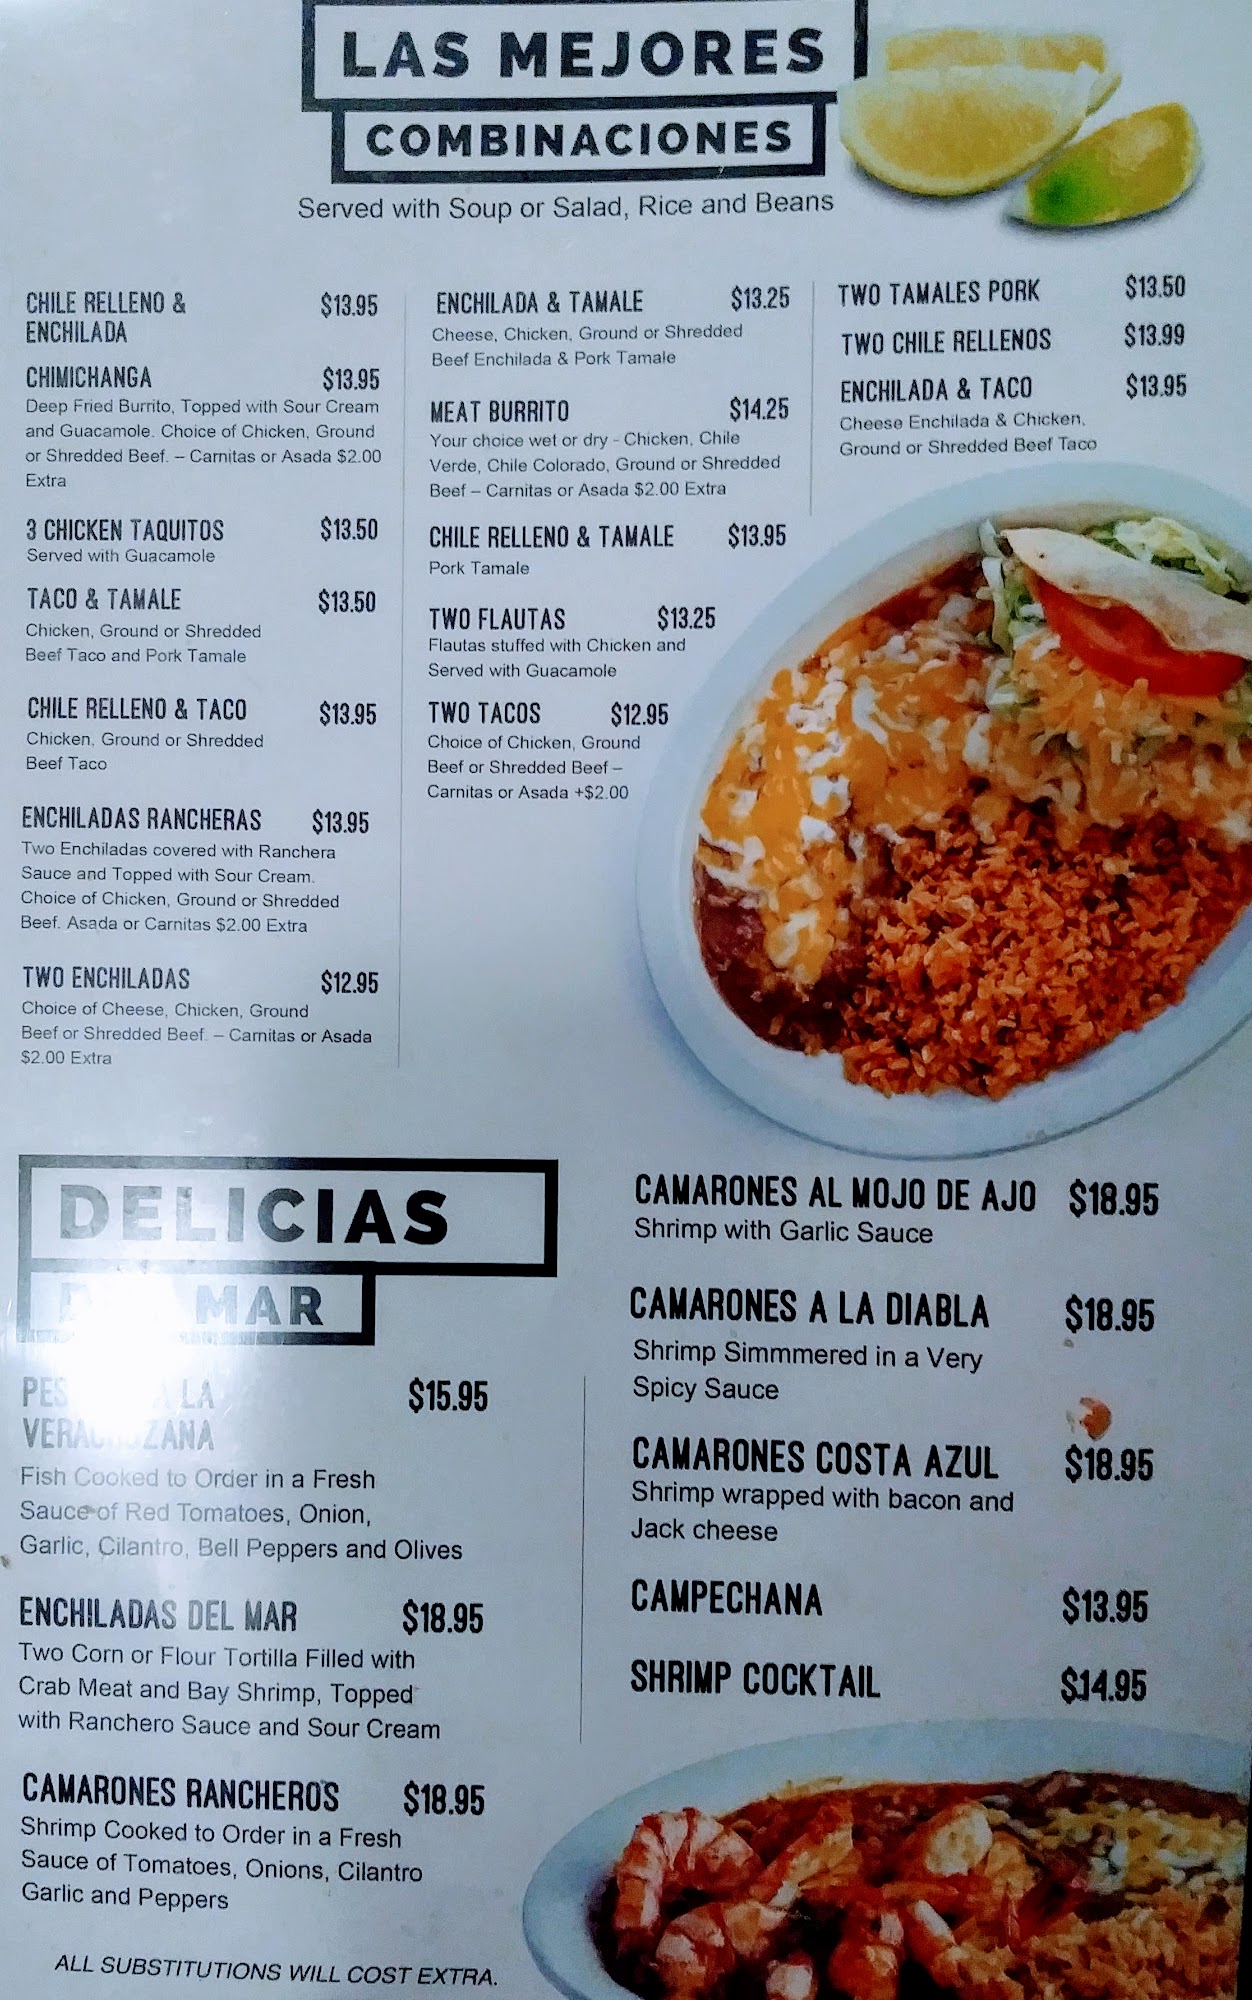 LAS MEJORES
COMBINACIONES
Served with Soup or Salad, Rice and Beans
CHILE RELLENO & $13.95
ENCHILADA
CHIMICHANGA $13.95
Deep Fried Burrito, Topped with Sour Cream
and Guacamole. Choice of Chicken, Ground
or Shredded Beef. – Carnitas or Asada $2.00
Extra
3 CHICKEN TAQUITOS $13.50
Served with Guacamole
TACO & TAMALE $13.50
Chicken, Ground or Shredded
Beef Taco and Pork Tamale
CHILE RELLENO & TACO $13.95
Chicken, Ground or Shredded
Beef Taco
ENCHILADAS RANCHERAS $13.95
Two Enchiladas covered with Ranchera
Sauce and Topped with Sour Cream.
Choice of Chicken, Ground or Shredded
Beef. Asada or Carnitas $2.00 Extra
TWO ENCHILADAS $12.95
Choice of Cheese, Chicken, Ground
Beef or Shredded Beef. – Carnitas or Asada
$2.00 Extra
ENCHILADA & TAMALE $13.25
Cheese, Chicken, Ground or Shredded
Beef Enchilada & Pork Tamale
MEAT BURRITO $14.25
Your choice wet or dry - Chicken, Chile
Verde, Chile Colorado, Ground or Shredded
Beef – Carnitas or Asada $2.00 Extra
CHILE RELLENO & TAMALE $13.95
Pork Tamale
TWO FLAUTAS $13.25
Flautas stuffed with Chicken and
Served with Guacamole
TWO TACOS $12.95
Choice of Chicken, Ground
Beef or Shredded Beef –
Carnitas or Asada +$2.00
TWO TAMALES PORK $13.50
TWO CHILE RELLENOS $13.99
ENCHILADA & TACO $13.95
Cheese Enchilada & Chicken,
Ground or Shredded Beef Taco
DELICIAS
MAR
A LA $15.95
VERACRUZANA
Fish Cooked to Order in a Fresh
Sauce of Red Tomatoes, Onion,
Garlic, Cilantro, Bell Peppers and Olives
ENCHILADAS DEL MAR $18.95
Two Corn or Flour Tortilla Filled with
Crab Meat and Bay Shrimp, Topped
with Ranchero Sauce and Sour Cream
CAMARONES RANCHEROS $18.95
Shrimp Cooked to Order in a Fresh
Sauce of Tomatoes, Onions, Cilantro
Garlic and Peppers
ALL SUBSTITUTIONS WILL COST EXTRA.
CAMARONES AL MOJO DE AJO $18.95
Shrimp with Garlic Sauce
CAMARONES A LA DIABLA $18.95
Shrimp Simmmered in a Very
Spicy Sauce
CAMARONES COSTA AZUL $18.95
Shrimp wrapped with bacon and
Jack cheese
CAMPECHANA $13.95
SHRIMP COCKTAIL $14.95